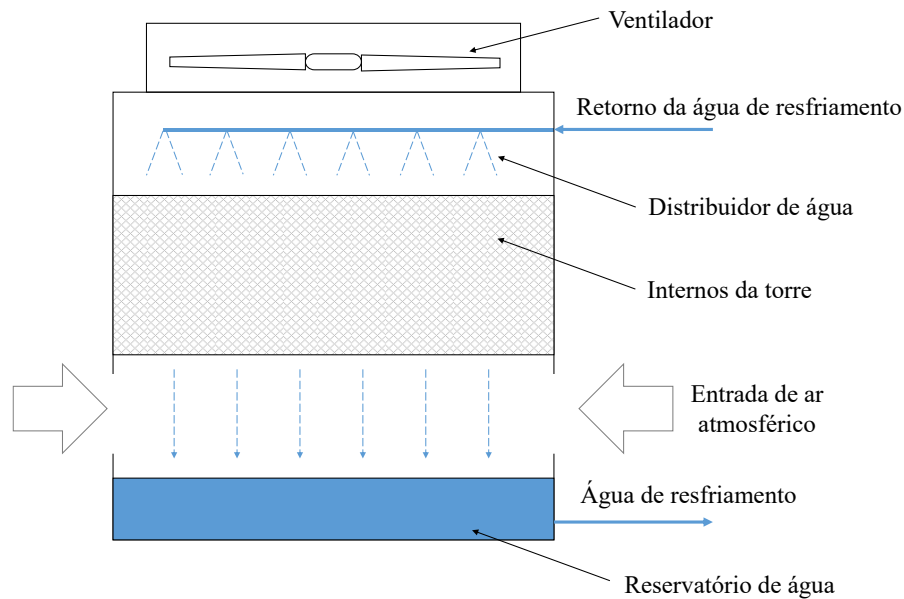 Ventilador
Retorno da água de resfriamento
Distribuidor de água
Internos da torre
Entrada de ar
atmosférico
Água de resfriamento
Reservatório de água